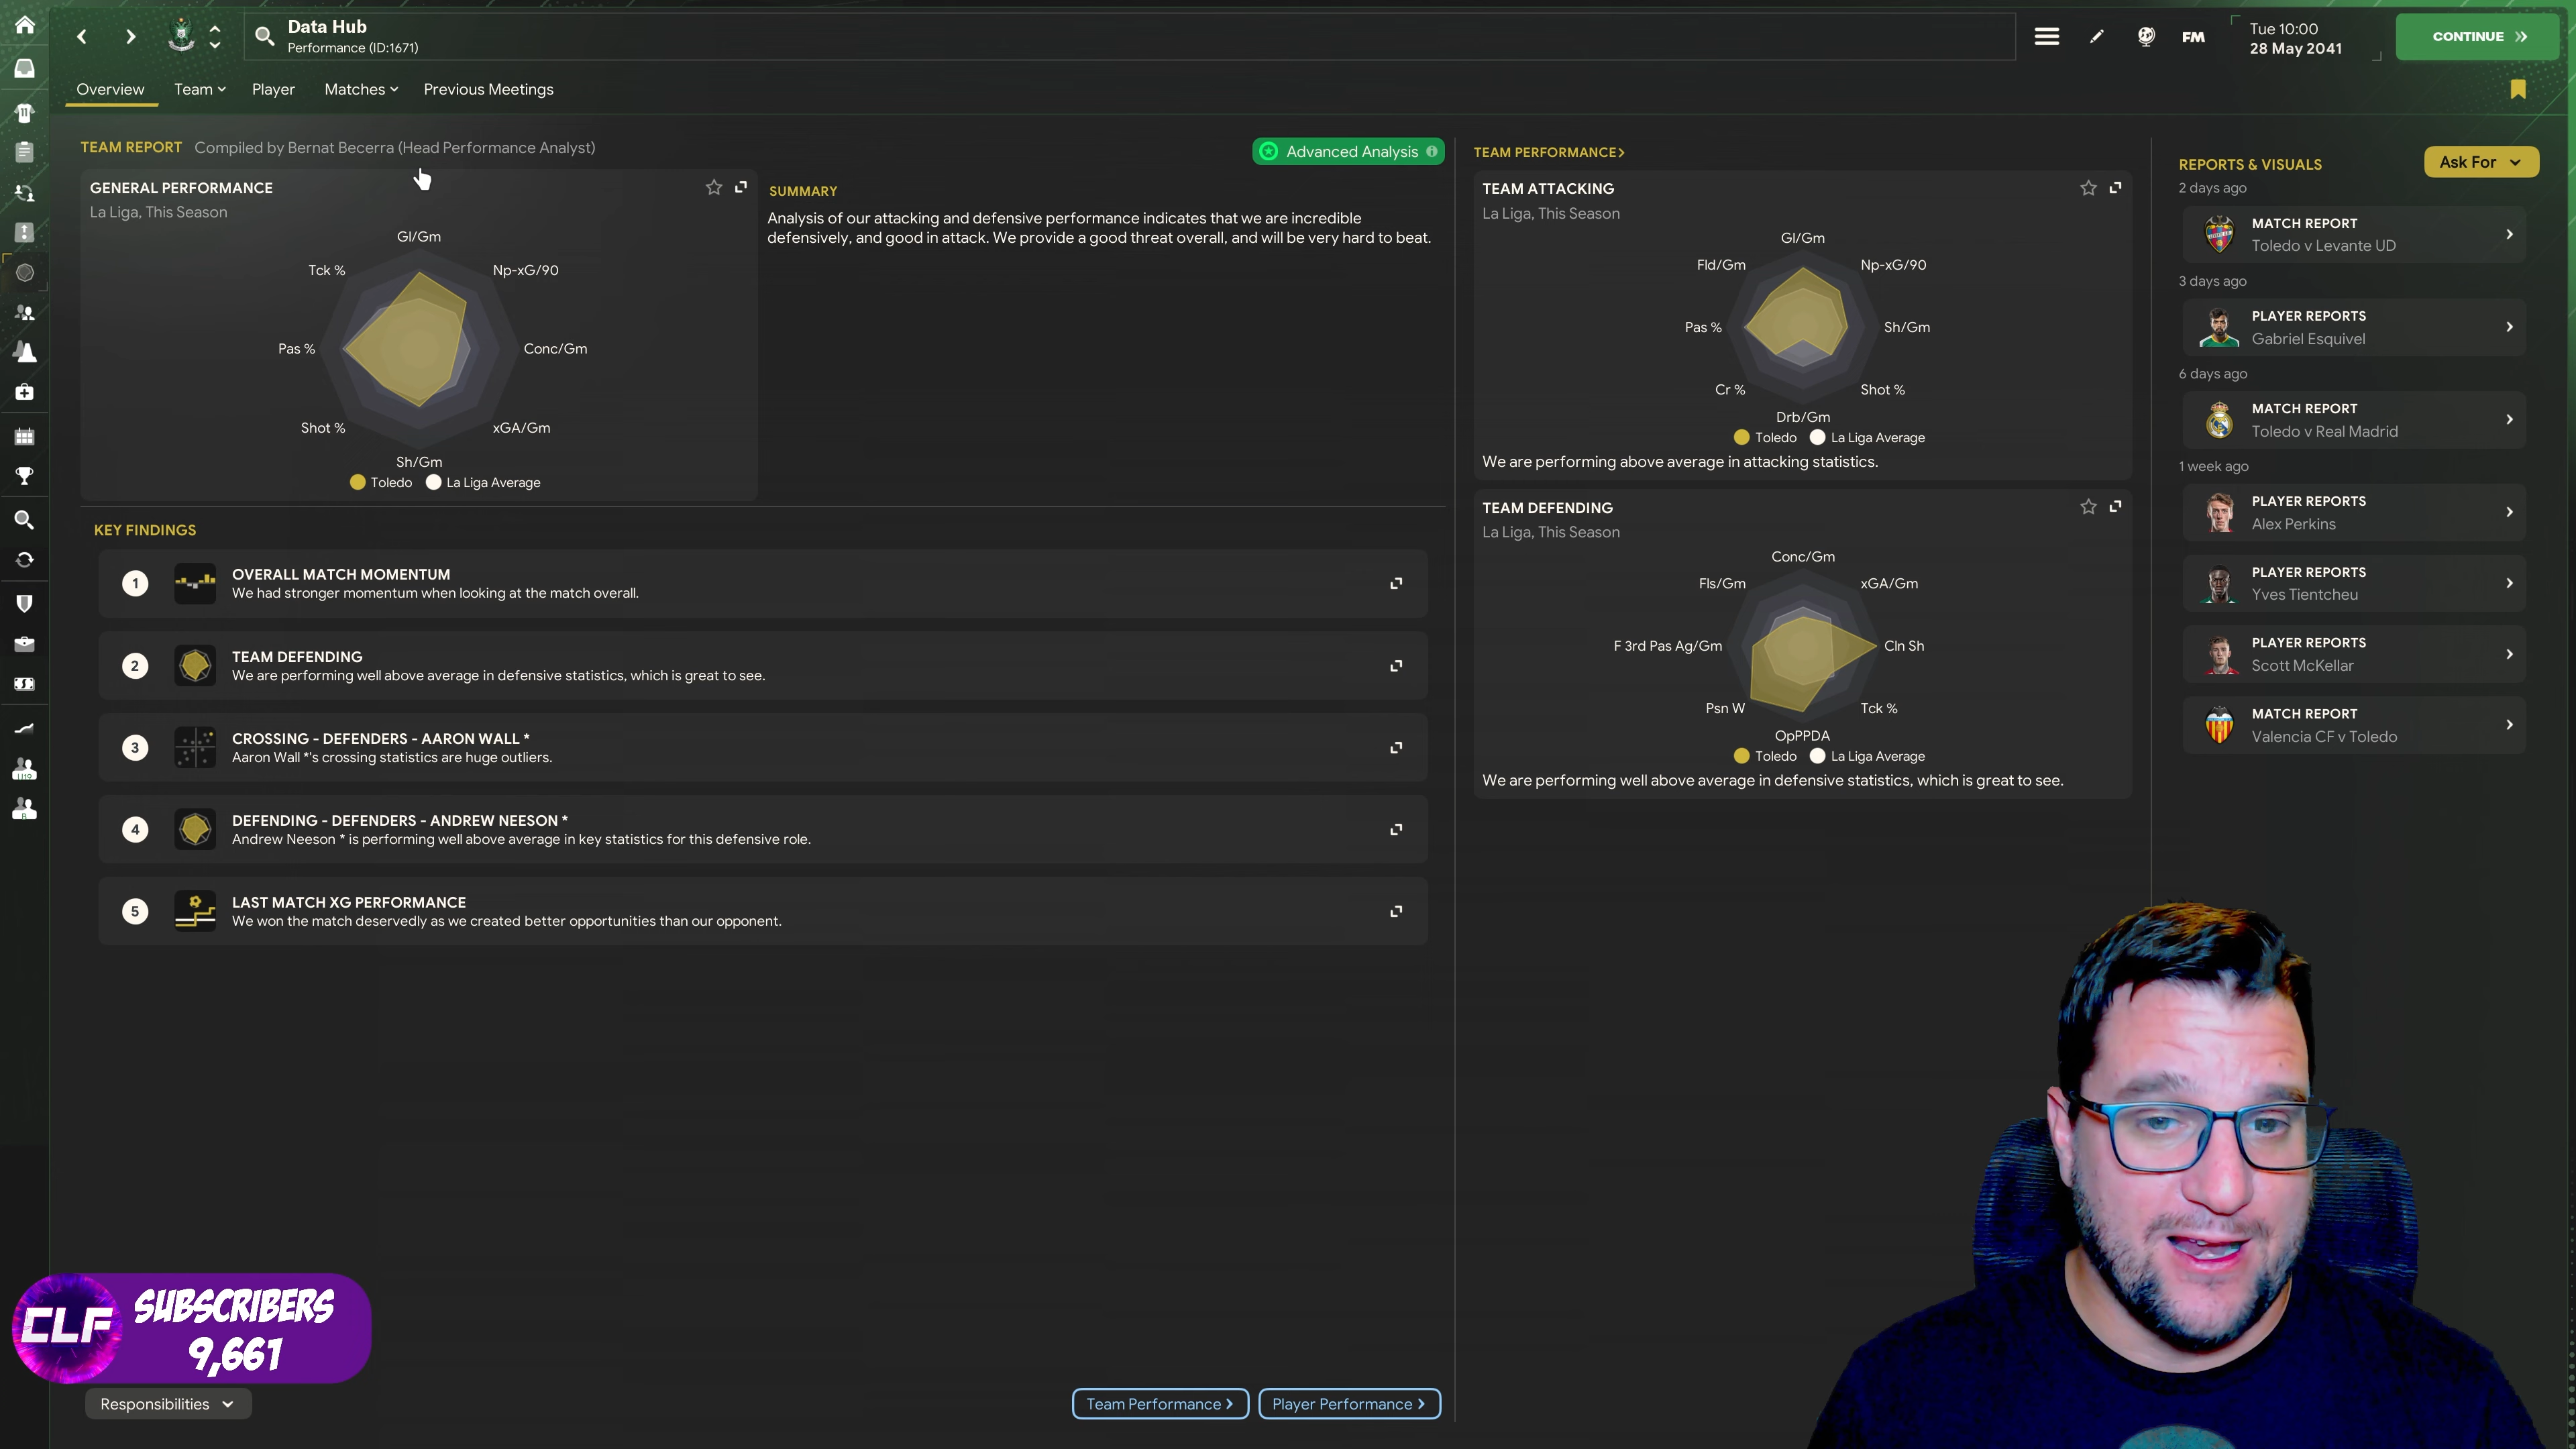 Data Hub
Performance (ID:1671)
FM
Tue 10:00
28 May 2041
CONTINUE
Overview
Team
Player
Matches
Previous Meetings
TEAM REPORT Compiled by Bernat Becerra (Head Performance Analyst)
Advanced Analysis
GENERAL PERFORMANCE
La Liga, This Season
Gl/Gm
Tck %
Np-xG/90
Pas %
Conc/Gm
Shot %
xGA/Gm
Sh/Gm
Toledo
La Liga Average
SUMMARY
Analysis of our attacking and defensive performance indicates that we are incredible
defensively, and good in attack. We provide a good threat overall, and will be very hard to beat.
KEY FINDINGS
1
OVERALL MATCH MOMENTUM
We had stronger momentum when looking at the match overall.
2
TEAM DEFENDING
We are performing well above average in defensive statistics, which is great to see.
3
CROSSING - DEFENDERS - AARON WALL *
Aaron Wall *'s crossing statistics are huge outliers.
4
DEFENDING - DEFENDERS - ANDREW NEESON *
Andrew Neeson * is performing well above average in key statistics for this defensive role.
5
LAST MATCH XG PERFORMANCE
We won the match deservedly as we created better opportunities than our opponent.
TEAM PERFORMANCE
TEAM ATTACKING
La Liga, This Season
Gl/Gm
Fld/Gm
Np-xG/90
Pas %
Sh/Gm
Cr %
Shot %
Drb/Gm
Toledo
La Liga Average
We are performing above average in attacking statistics.
TEAM DEFENDING
La Liga, This Season
Conc/Gm
Fls/Gm
xGA/Gm
F 3rd Pas Ag/Gm
Cln Sh
Psn W
Tck %
OpPPDA
Toledo
La Liga Average
We are performing well above average in defensive statistics, which is great to see.
REPORTS & VISUALS
Ask For
2 days ago
MATCH REPORT
Toledo v Levante UD
3 days ago
PLAYER REPORTS
Gabriel Esquivel
6 days ago
MATCH REPORT
Toledo v Real Madrid
1 week ago
PLAYER REPORTS
Alex Perkins
PLAYER REPORTS
Yves Tientcheu
PLAYER REPORTS
Scott McKellar
MATCH REPORT
Valencia CF v Toledo
11
U19
B
CLF
SUBSCRIBERS
9,661
Responsibilities
Team Performance
Player Performance